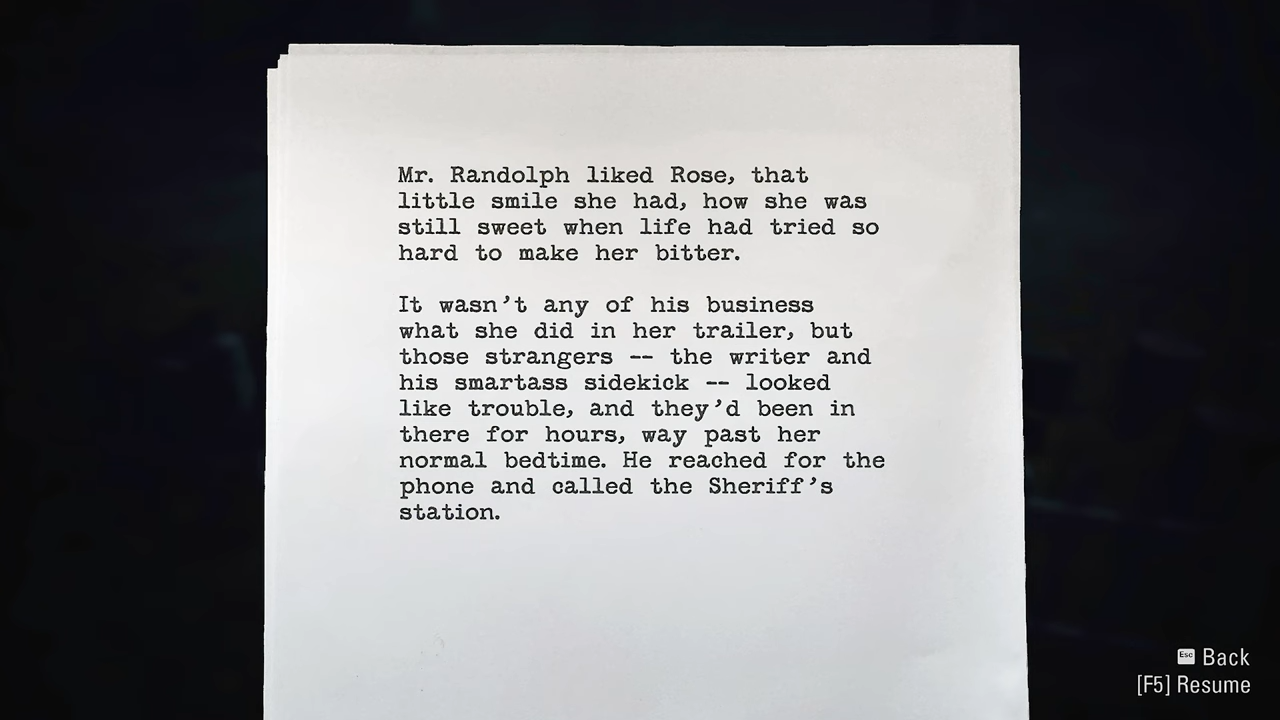 Mr. Randolph liked Rose, that
little smile she had, how she was
still sweet when life had tried so
hard to make her bitter.
It wasn't any of his business
what she did in her trailer, but
those strangers -- the writer and
his smartass sidekick -- looked
like trouble, and they'd been in
there for hours, way past her
normal bedtime. He reached for the
phone and called the Sheriff's
station.
Esc Back
[F5] Resume